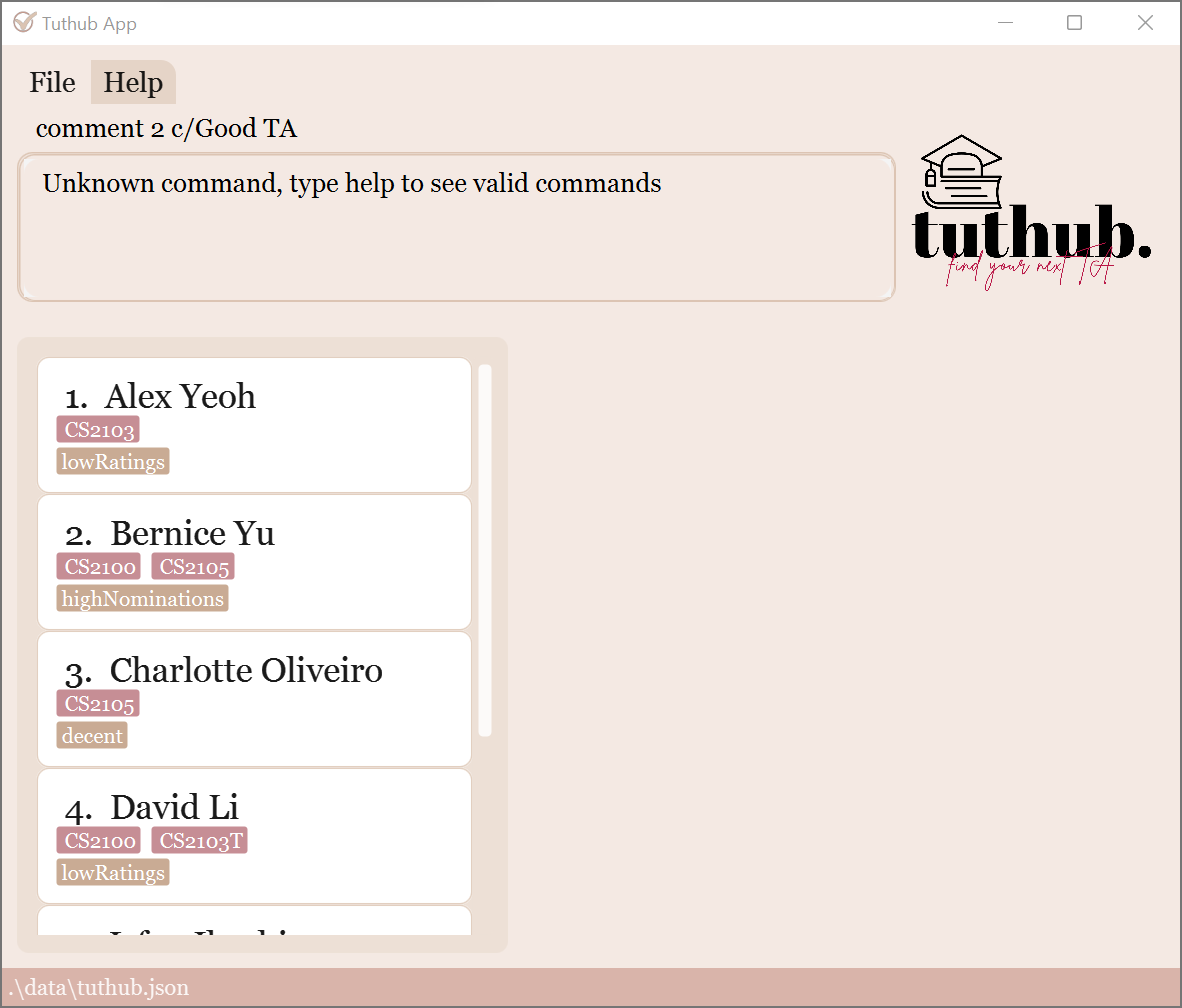 Tuthub App
File Help
comment 2 c/Good TA
Unknown command, type help to see valid commands
tuthub.
find your next TA
1. Alex Yeoh
CS2103
lowRatings
2. Bernice Yu
CS2100 CS2105
highNominations
3. Charlotte Oliveiro
CS2105
decent
4. David Li
CS2100 CS2103T
lowRatings
.\data\tuthub.json